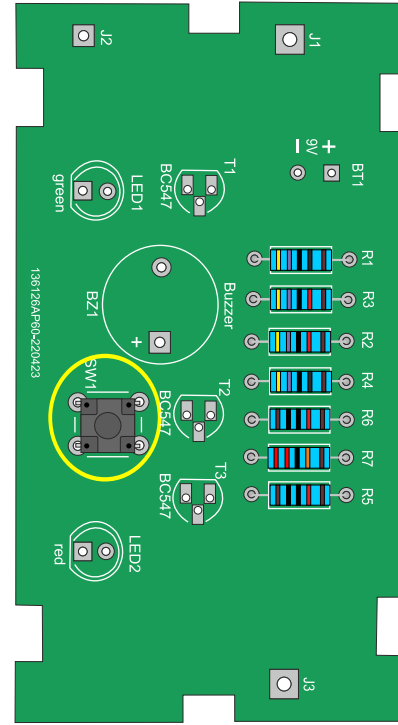 J2
J1
- 9V +
BT1
T1
BC547
LED1
green
R1
R3
R2
R4
R6
R7
R5
Buzzer
BZ1
+
136126AP60-220423
SW1
T2
BC547
T3
BC547
LED2
red
J3